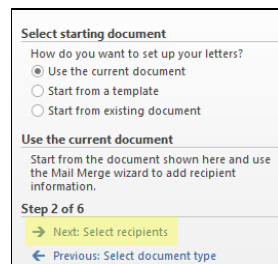 Select starting document
How do you want to set up your letters?
Use the current document
Start from a template
Start from existing document
Use the current document
Start from the document shown here and use
the Mail Merge wizard to add recipient
information.
Step 2 of 6
Next: Select recipients
Previous: Select document type